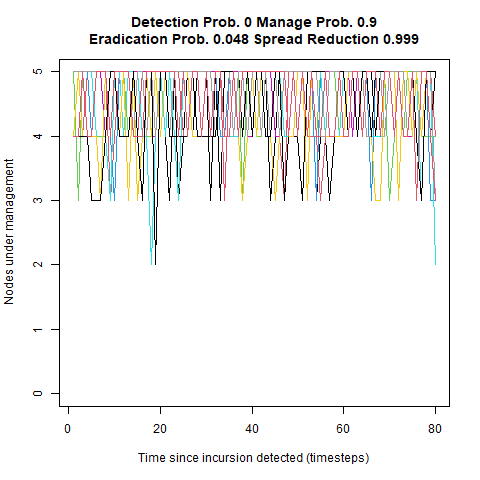 Detection Prob. 0 Manage Prob. 0.9
Eradication Prob. 0.048 Spread Reduction 0.999
Nodes under management
5
4
3
2
1
0
0 20 40 60 80
Time since incursion detected (timesteps)